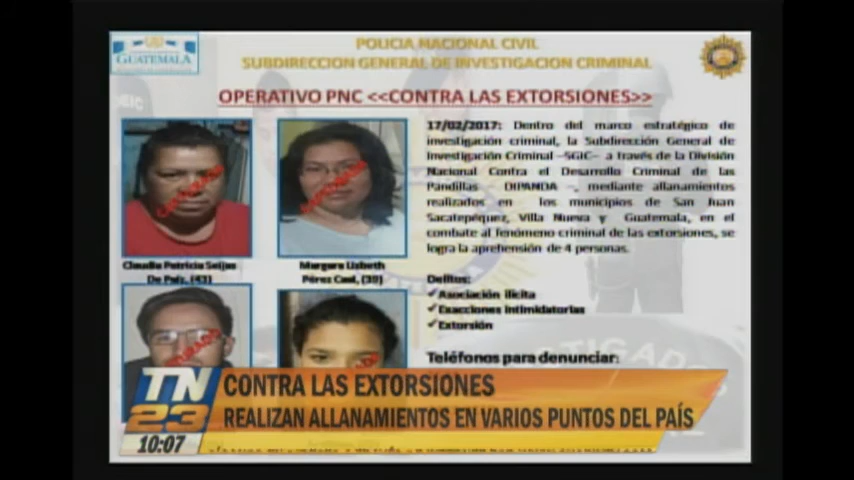 POLICIA NACIONAL CIVIL
SUBDIRECCION GENERAL DE INVESTIGACION CRIMINAL
GUATEMALA
OPERATIVO PNC <<CONTRA LAS EXTORSIONES>>
17/02/2017: Dentro del marco estratégico de
investigación criminal, la Subdirección General de
Investigación Criminal –SGIC– a través de la División
Nacional Contra el Desarrollo Criminal de las
Pandillas DIPANDA -, mediante allanamientos
realizados en los municipios de San Juan
Sacatepéquez, Villa Nueva y Guatemala, en el
combate al fenómeno criminal de las extorsiones, se
logra la aprehensión de 4 personas.
Claudia Patricia Seijas
De Paiz, (43)
Lisbeth
Pérez (39)
Delitos:
✓Asociación ilícita
✓Exacciones intimidatorias
✓Extorsión
Teléfonos para denunciar:
TN
23
10:07
CONTRA LAS EXTORSIONES
REALIZAN ALLANAMIENTOS EN VARIOS PUNTOS DEL PAÍS